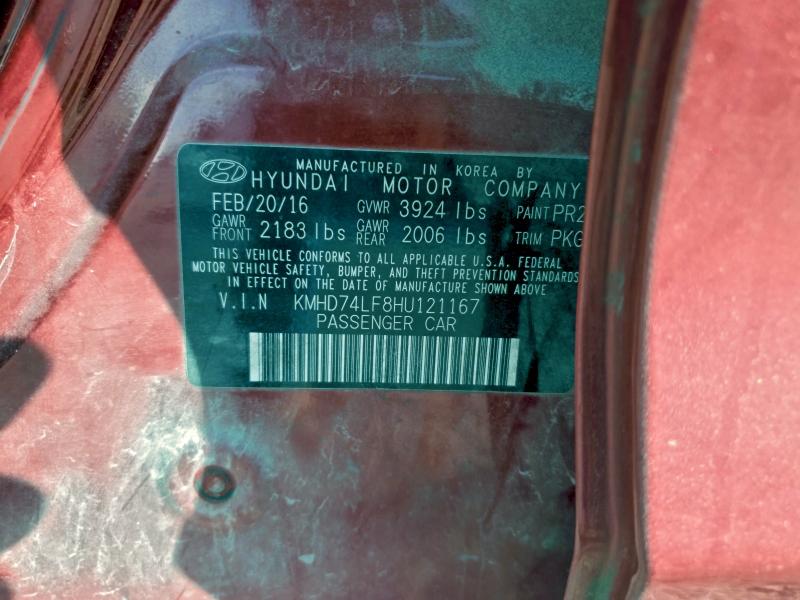 MANUFACTURED IN KOREA BY
HYUNDAI MOTOR COMPANY
FEB/20/16 GVWR 3924 lbs PAINT PR2
GAWR FRONT 2183 lbs GAWR REAR 2006 lbs TRIM PKG
THIS VEHICLE CONFORMS TO ALL APPLICABLE U.S.A. FEDERAL
MOTOR VEHICLE SAFETY, BUMPER, AND THEFT PREVENTION STANDARDS
IN EFFECT ON THE DATE OF MANUFACTURE SHOWN ABOVE
V.I.N KMHD74LF8HU121167
PASSENGER CAR